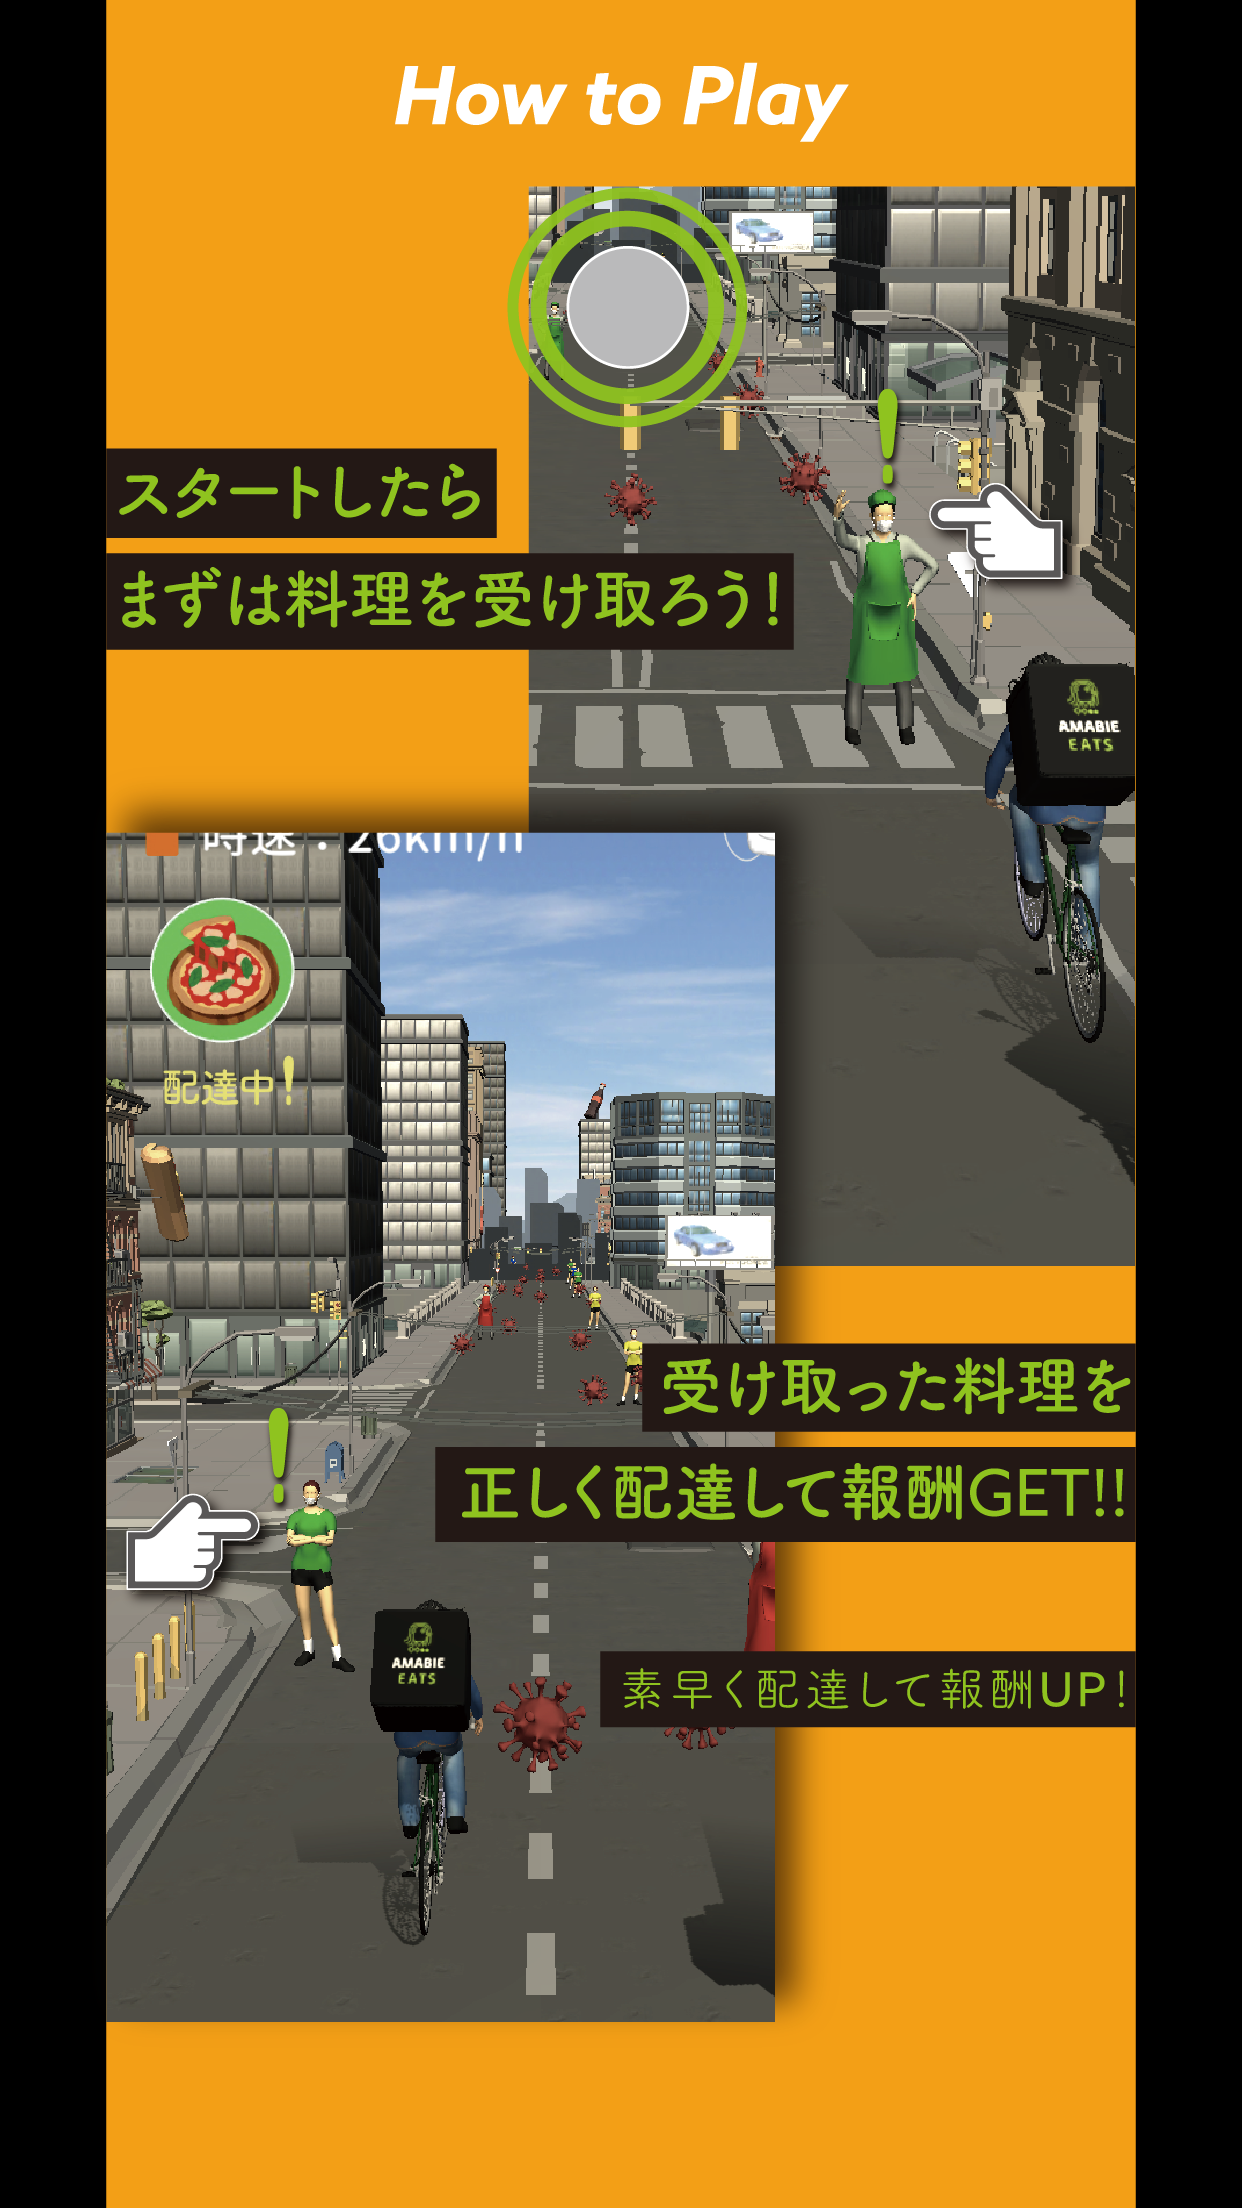 How to Play
スタートしたら
まずは料理を受け取ろう!
AMABIE
EATS
時速：26km/h
配達中!
受け取った料理を
正しく配達して報酬GET!!
AMABIE
EATS
素早く配達して報酬UP!